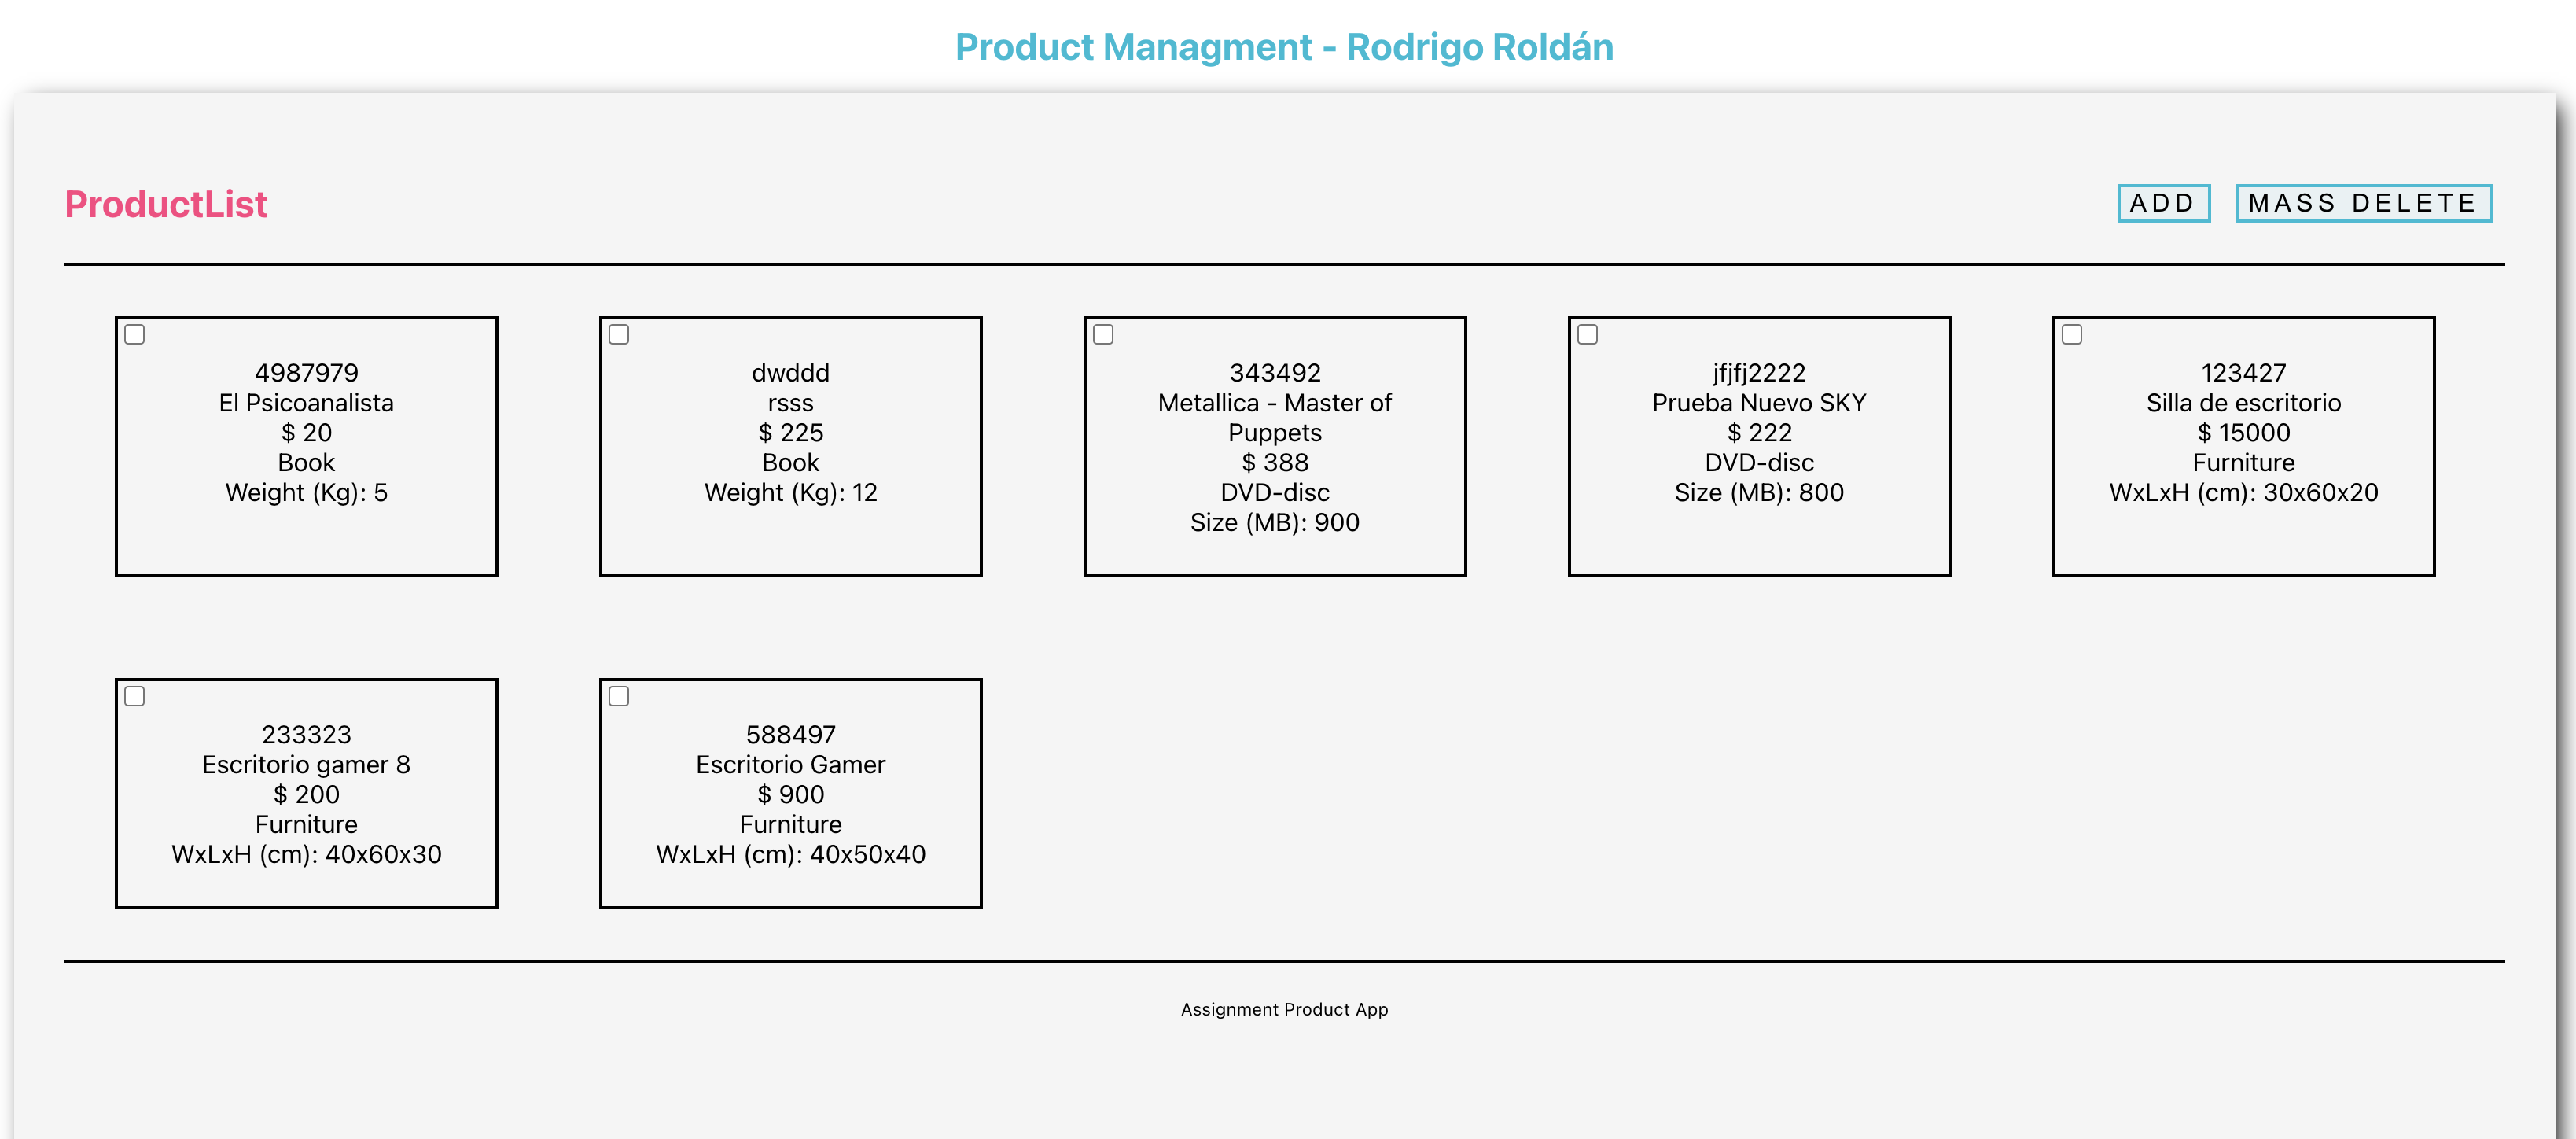 Product Managment - Rodrigo Roldán
ProductList
ADD
MASS DELETE
4987979
El Psicoanalista
$ 20
Book
Weight (Kg): 5
dwddd
rsss
$ 225
Book
Weight (Kg): 12
343492
Metallica - Master of
Puppets
$ 388
DVD-disc
Size (MB): 900
jfjfj2222
Prueba Nuevo SKY
$ 222
DVD-disc
Size (MB): 800
123427
Silla de escritorio
$ 15000
Furniture
WxLxH (cm): 30x60x20
233323
Escritorio gamer 8
$ 200
Furniture
WxLxH (cm): 40x60x30
588497
Escritorio Gamer
$ 900
Furniture
WxLxH (cm): 40x50x40
Assignment Product App